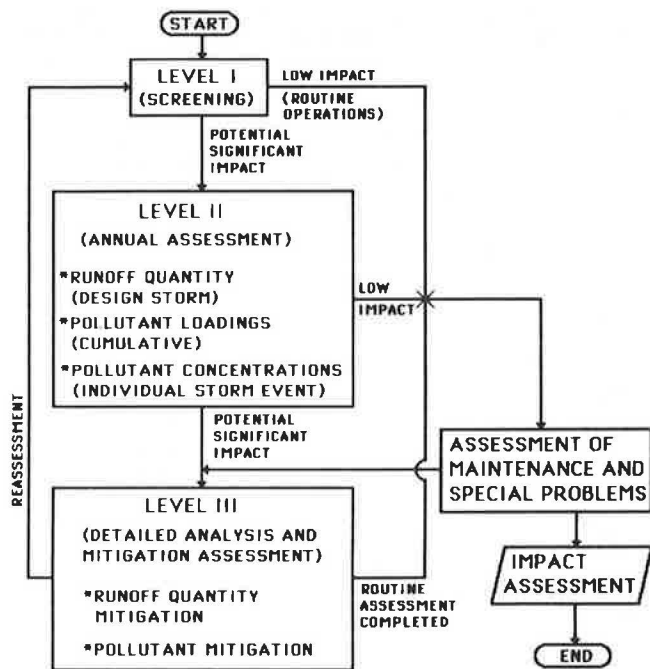 START
LEVEL I
(SCREENING)
LOW IMPACT
(ROUTINE
OPERATIONS)
POTENTIAL
SIGNIFICANT
IMPACT
LEVEL II
(ANNUAL ASSESSMENT)
*RUNOFF QUANTITY
(DESIGN STORM)
*POLLUTANT LOADINGS
(CUMULATIVE)
*POLLUTANT CONCENTRATIONS
(INDIVIDUAL STORM EVENT)
LOW
IMPACT
POTENTIAL
SIGNIFICANT
IMPACT
ASSESSMENT OF
MAINTENANCE AND
SPECIAL PROBLEMS
REASSESSMENT
LEVEL III
(DETAILED ANALYSIS AND
MITIGATION ASSESSMENT)
*RUNOFF QUANTITY
MITIGATION
*POLLUTANT MITIGATION
ROUTINE
ASSESSMENT
COMPLETED
IMPACT
ASSESSMENT
END